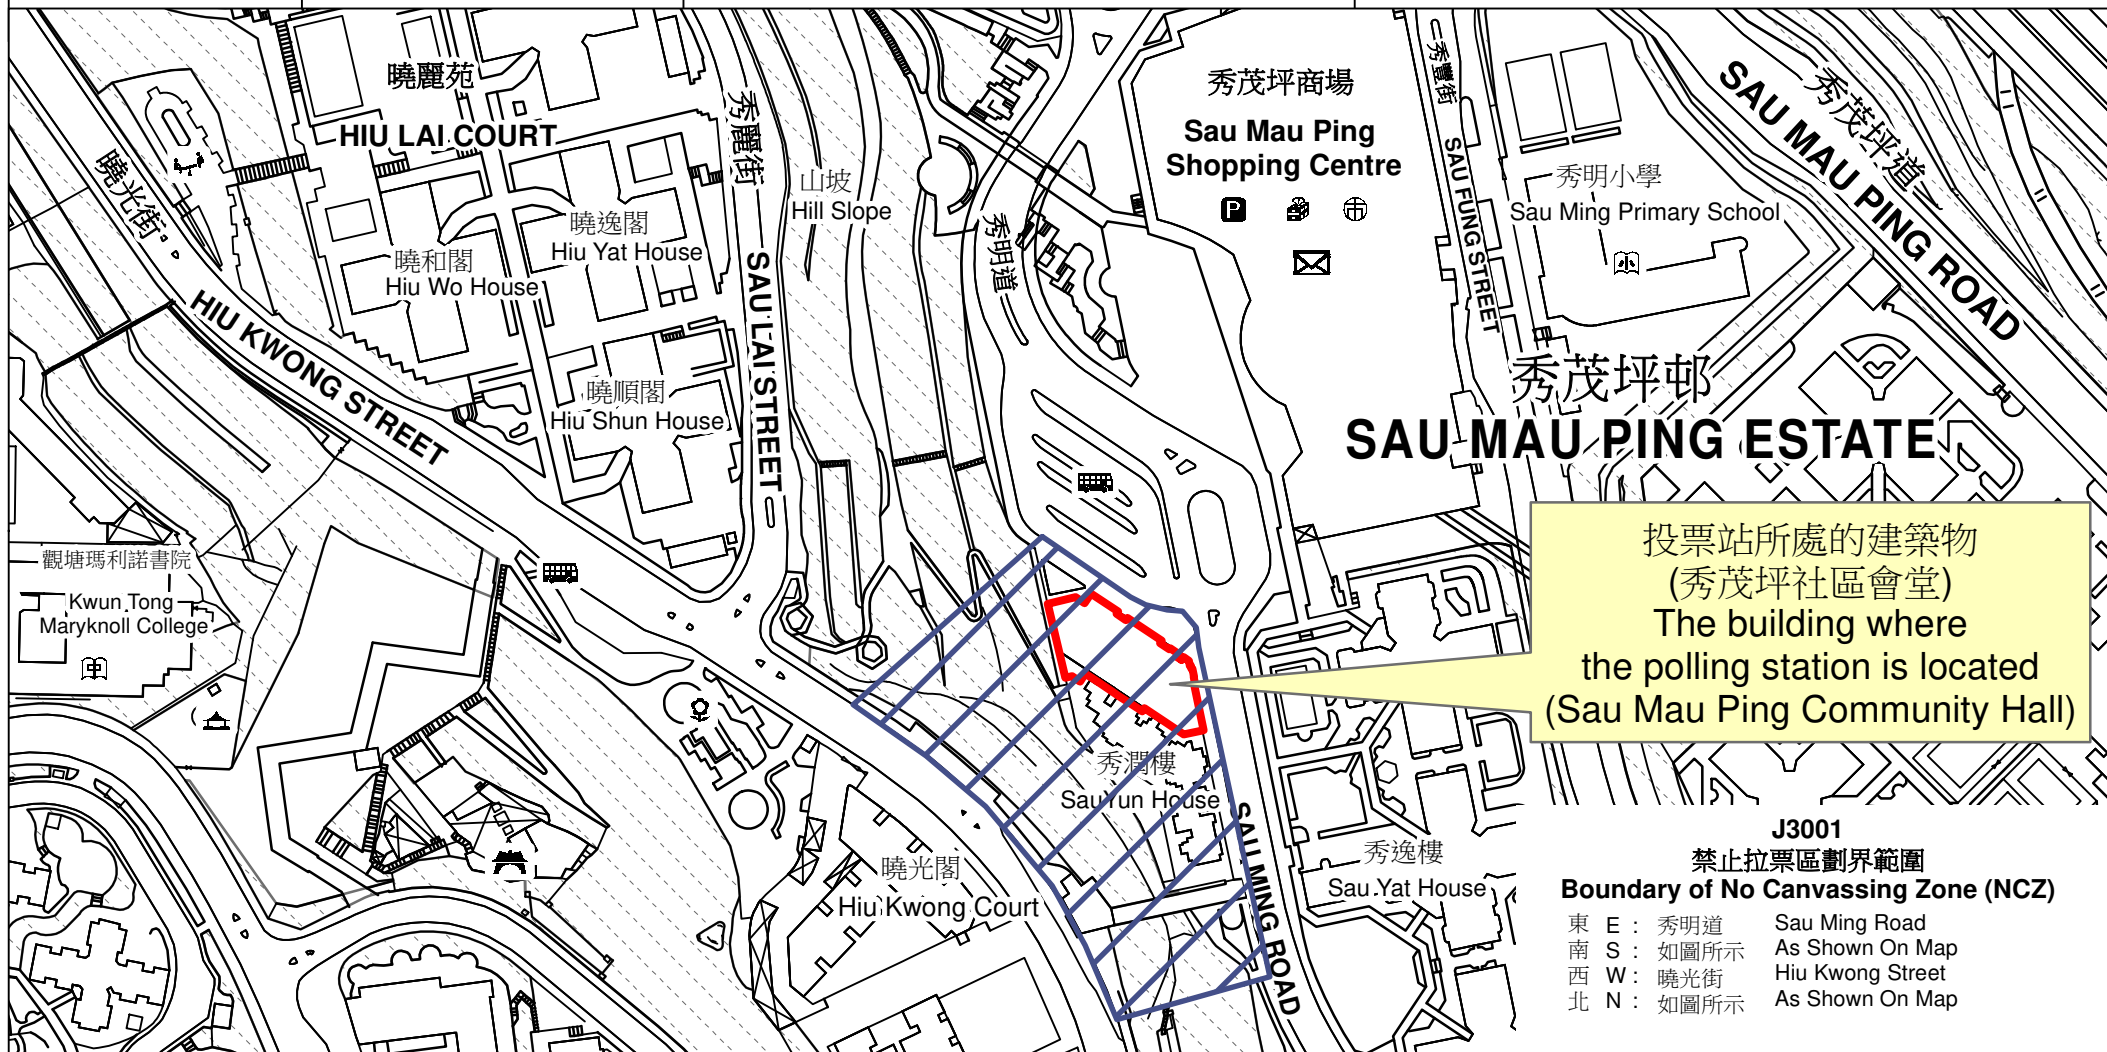 曉麗苑
HIU LAI COURT
曉光街
HIU KWONG STREET
曉逸閣
Hiu Yat House
曉和閣
Hiu Wo House
曉順閣
Hiu Shun House
秀麗街
SAU LAI STREET
山坡
Hill Slope
秀明道
秀茂坪商場
Sau Mau Ping
Shopping Centre
P
秀豐街
SAU FUNG STREET
秀明小學
Sau Ming Primary School
小
秀茂坪道
SAU MAU PING ROAD
秀茂坪邨
SAU MAU PING ESTATE
觀塘瑪利諾書院
Kwun Tong
Maryknoll College
中
投票站所處的建築物
(秀茂坪社區會堂)
The building where
the polling station is located
(Sau Mau Ping Community Hall)
秀潤樓
Sau Yun House
曉光閣
Hiu Kwong Court
SAU MING ROAD
秀逸樓
Sau Yat House
J3001
禁止拉票區劃界範圍
Boundary of No Canvassing Zone (NCZ)
東 E : 秀明道 Sau Ming Road
南 S : 如圖所示 As Shown On Map
西 W : 曉光街 Hiu Kwong Street
北 N : 如圖所示 As Shown On Map